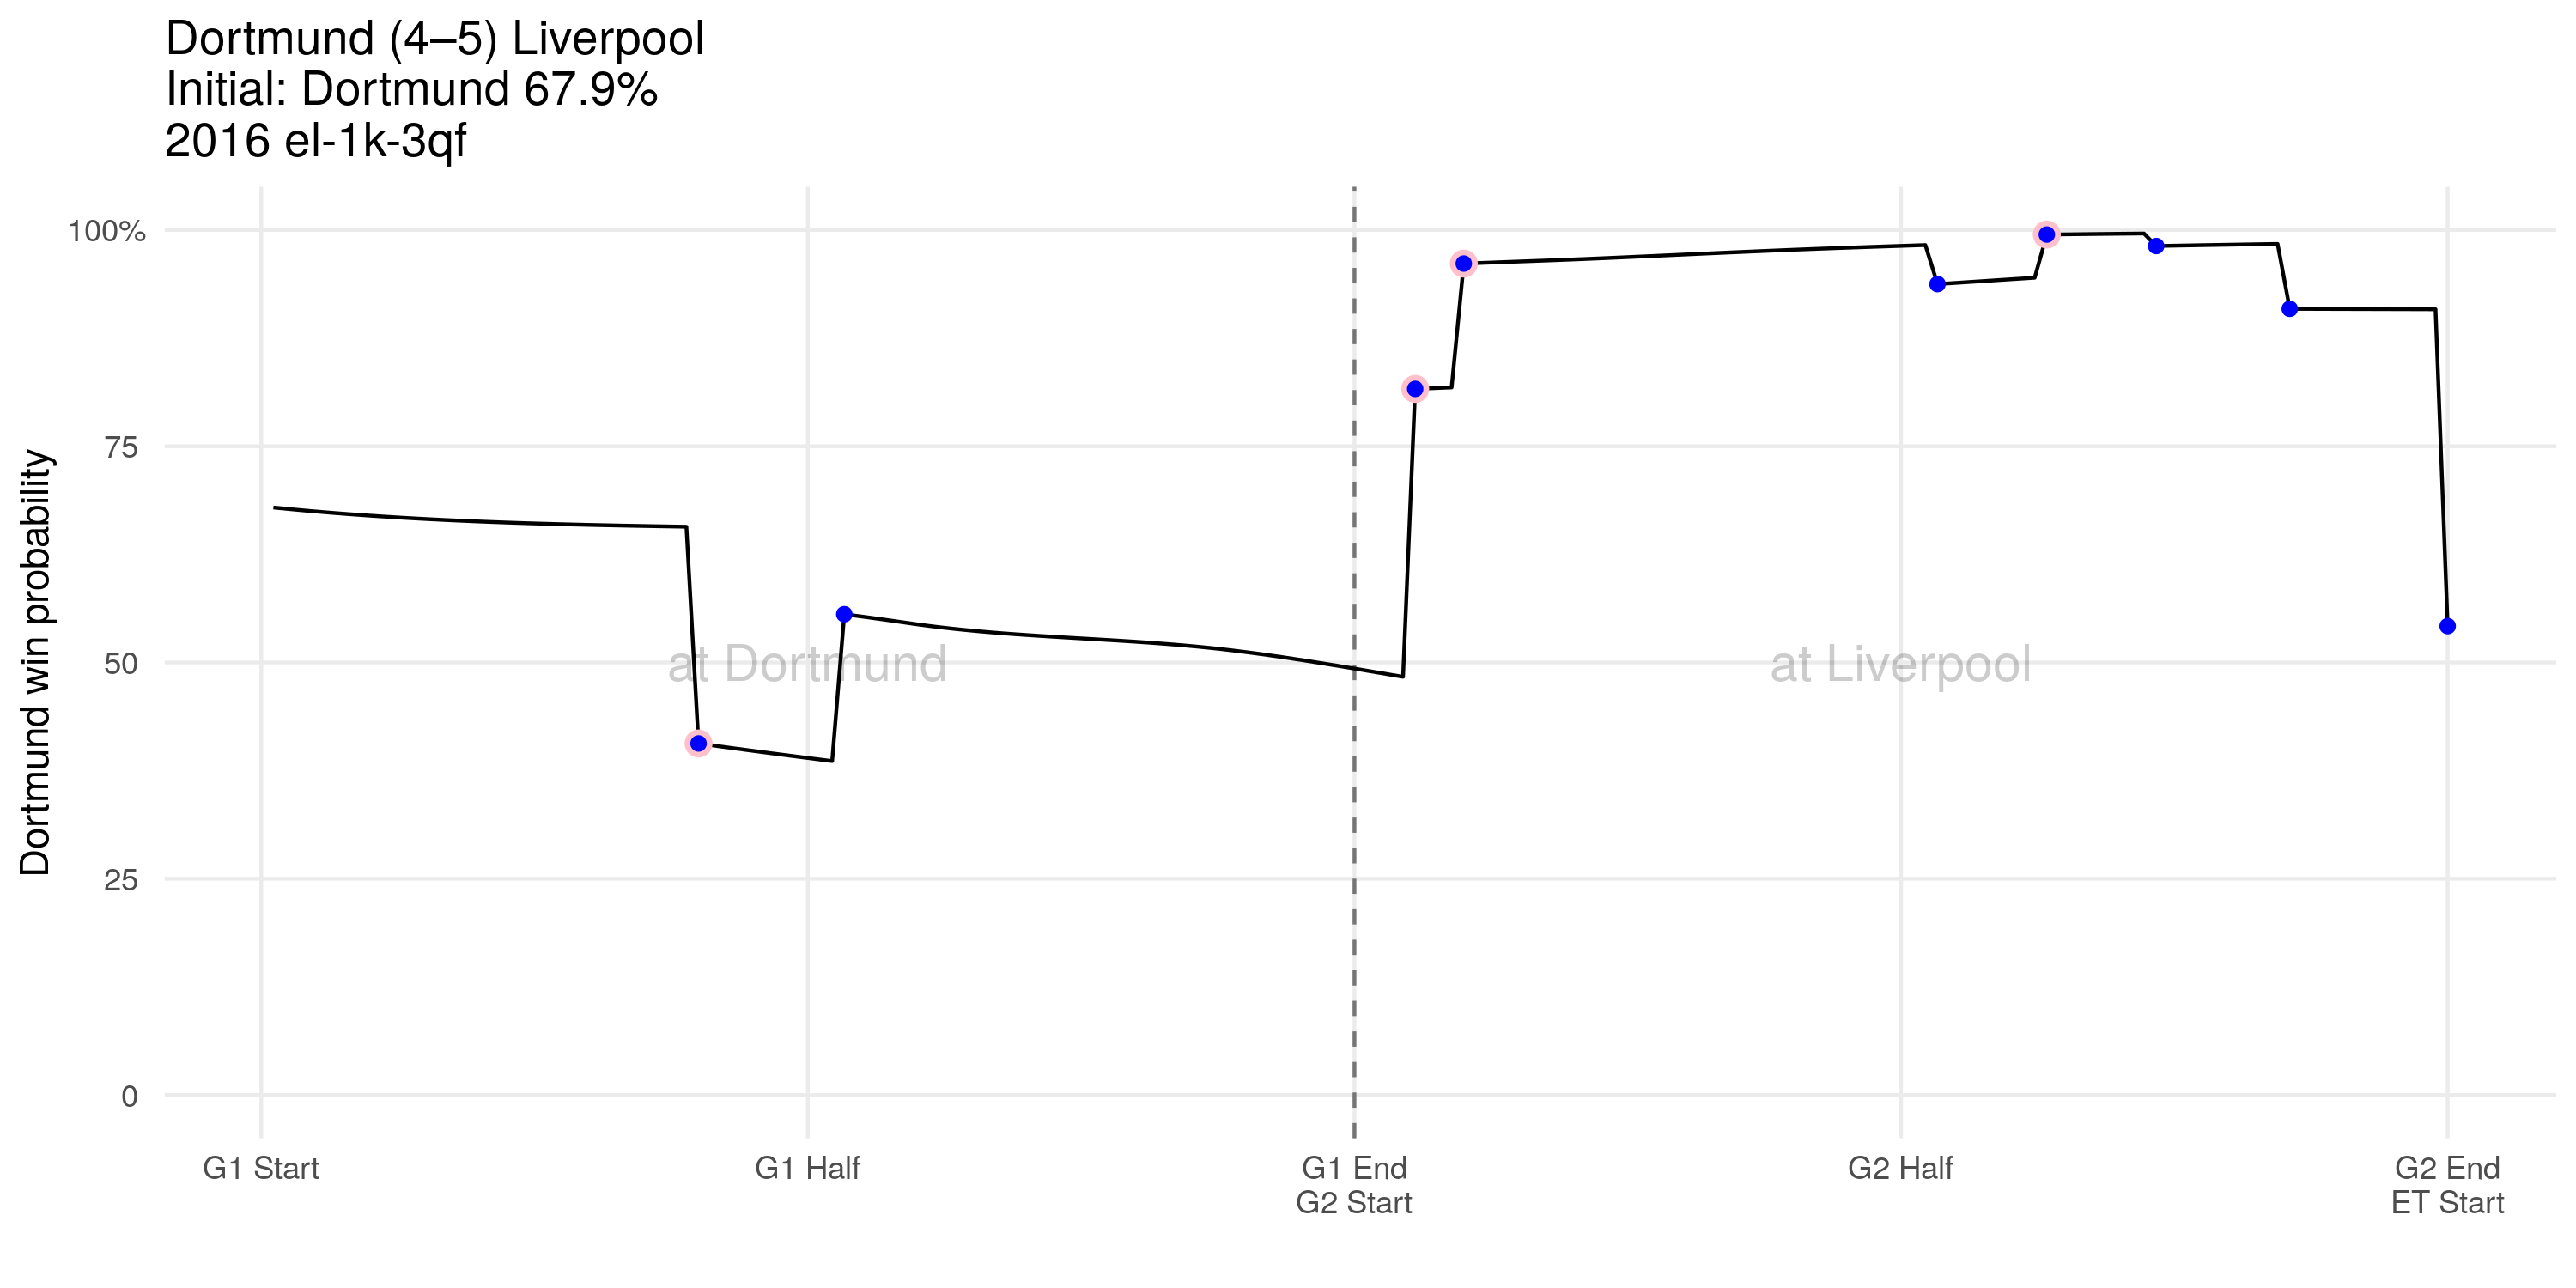 Dortmund (4–5) Liverpool
Initial: Dortmund 67.9%
2016 el-1k-3qf
Dortmund win probability
100%
75
50
25
0
at Dortmund
at Liverpool
G1 Start
G1 Half
G1 End
G2 Start
G2 Half
G2 End
ET Start